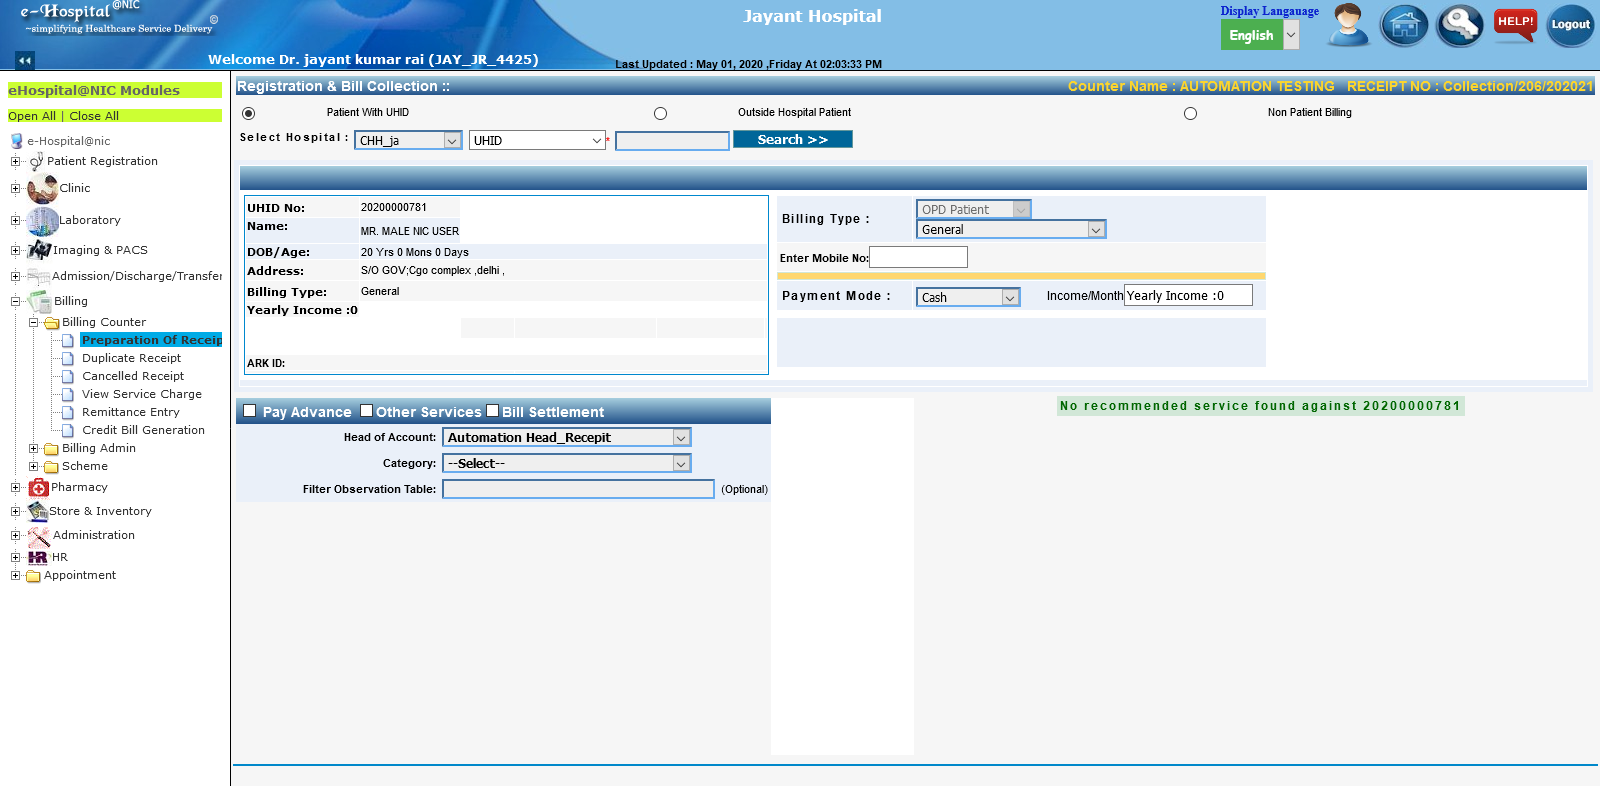 e-Hospital@NIC
©
~simplifying Healthcare Service Delivery
Jayant Hospital
Display Langauage
English
HELP!
Logout
Welcome Dr. jayant kumar rai (JAY_JR_4425)
Last Updated : May 01, 2020 ,Friday At 02:03:33 PM
eHospital@NIC Modules
Open All | Close All
e-Hospital@nic
Patient Registration
Clinic
Laboratory
Imaging & PACS
Admission/Discharge/Transfer
Billing
Billing Counter
Preparation Of Receip
Duplicate Receipt
Cancelled Receipt
View Service Charge
Remittance Entry
Credit Bill Generation
Billing Admin
Scheme
Pharmacy
Store & Inventory
Administration
HR
Appointment
Registration & Bill Collection ::
Counter Name : AUTOMATION TESTING RECEIPT NO : Collection/206/202021
Patient With UHID
Outside Hospital Patient
Non Patient Billing
Select Hospital : CHH_ja UHID * Search >>
UHID No: 20200000781
Name: MR. MALE NIC USER
DOB/Age: 20 Yrs 0 Mons 0 Days
Address: S/O GOV;Cgo complex ,delhi ,
Billing Type: General
Yearly Income :0
ARK ID:
Billing Type : OPD Patient
General
Enter Mobile No:
Payment Mode : Cash Income/Month Yearly Income :0
Pay Advance Other Services Bill Settlement
Head of Account: Automation Head_Recepit
Category: --Select--
Filter Observation Table: (Optional)
No recommended service found against 20200000781